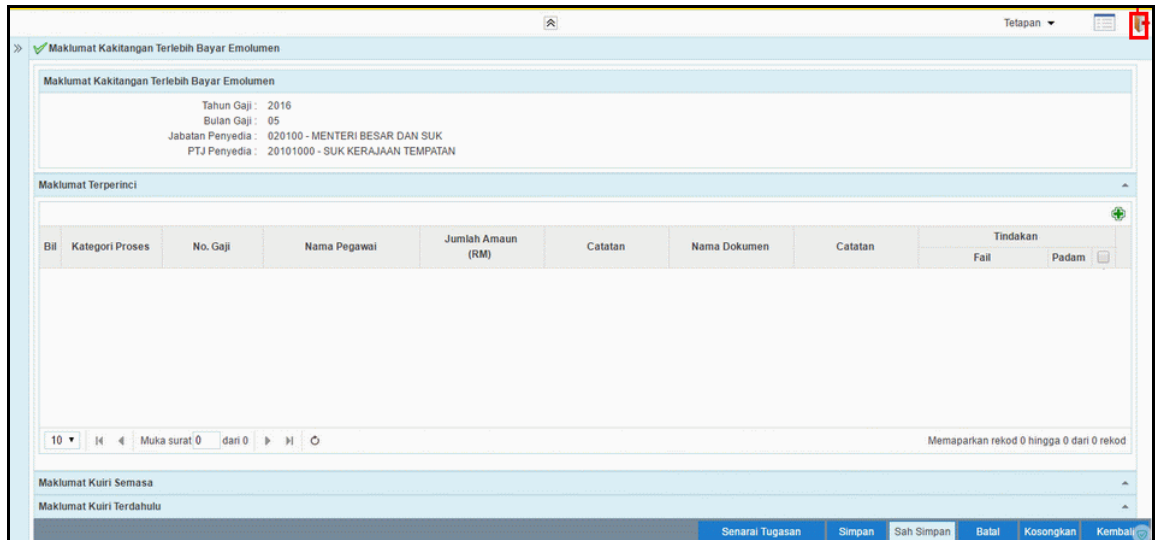 Tetapan
Maklumat Kakitangan Terlebih Bayar Emolumen
Maklumat Kakitangan Terlebih Bayar Emolumen
Tahun Gaji : 2016
Bulan Gaji : 05
Jabatan Penyedia : 020100 - MENTERI BESAR DAN SUK
PTJ Penyedia : 20101000 - SUK KERAJAAN TEMPATAN
Maklumat Terperinci
Bil Kategori Proses No. Gaji Nama Pegawai Jumlah Amaun (RM) Catatan Nama Dokumen Catatan Tindakan
Fail Padam
10 Muka surat 0 dari 0 Memaparkan rekod 0 hingga 0 dari 0 rekod
Maklumat Kuiri Semasa
Maklumat Kuiri Terdahulu
Senarai Tugasan Simpan Sah Simpan Batal Kosongkan Kembali